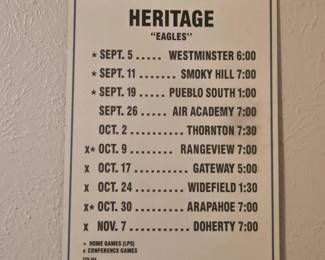 HERITAGE
"EAGLES"
* SEPT. 5 ..... WESTMINSTER 6:00
* SEPT. 11 ....... SMOKY HILL 7:00
* SEPT. 19 ..... PUEBLO SOUTH 1:00
SEPT. 26 ...... AIR ACADEMY 7:00
OCT. 2 ........... THORNTON 7:30
x* OCT. 9 ......... RANGEVIEW 7:00
x OCT. 17 ......... GATEWAY 5:00
x OCT. 24 ........ WIDEFIELD 1:30
x* OCT. 30 ........ ARAPAHOE 7:00
x NOV. 7 .......... DOHERTY 7:00
* HOME GAMES (LPS)
x CONFERENCE GAMES